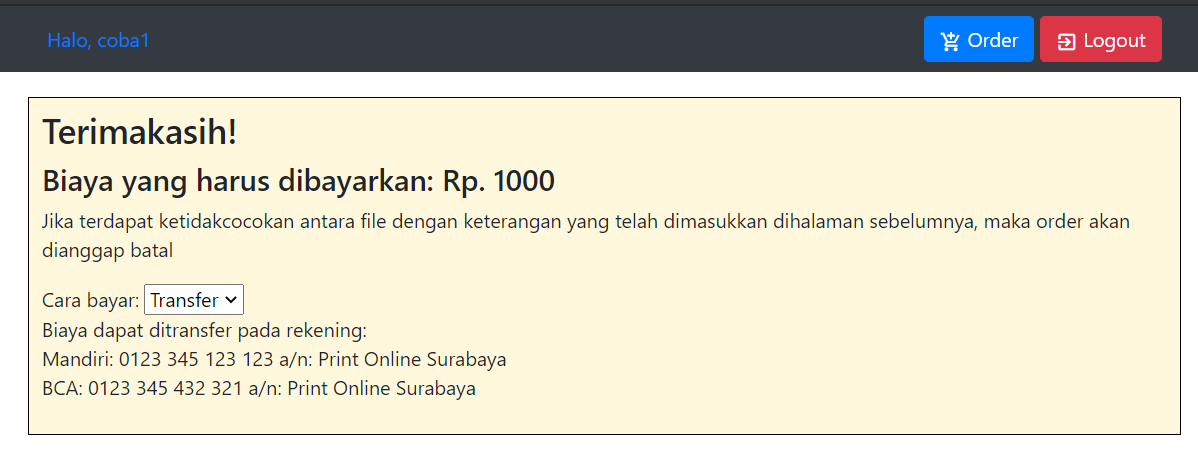 Halo, coba1
Order
Logout
Terimakasih!
Biaya yang harus dibayarkan: Rp. 1000
Jika terdapat ketidakcocokan antara file dengan keterangan yang telah dimasukkan dihalaman sebelumnya, maka order akan
dianggap batal
Cara bayar: Transfer
Biaya dapat ditransfer pada rekening:
Mandiri: 0123 345 123 123 a/n: Print Online Surabaya
BCA: 0123 345 432 321 a/n: Print Online Surabaya